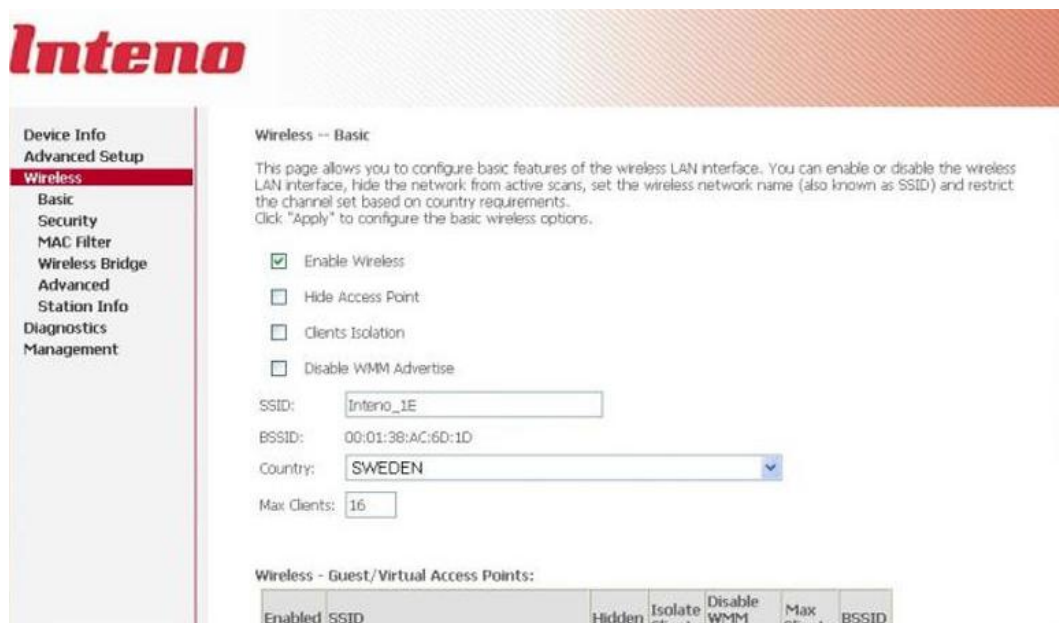 Inteno
Device Info
Advanced Setup
Wireless
Basic
Security
MAC Filter
Wireless Bridge
Advanced
Station Info
Diagnostics
Management
Wireless -- Basic
This page allows you to configure basic features of the wireless LAN interface. You can enable or disable the wireless
LAN interface, hide the network from active scans, set the wireless network name (also known as SSID) and restrict
the channel set based on country requirements.
Click "Apply" to configure the basic wireless options.
Enable Wireless
Hide Access Point
Clients Isolation
Disable WMM Advertise
SSID: Inteno_1E
BSSID: 00:01:38:AC:6D:1D
Country: SWEDEN
Max Clients: 16
Wireless - Guest/Virtual Access Points:
Enabled SSID Hidden Isolate Disable WMM Max BSSID